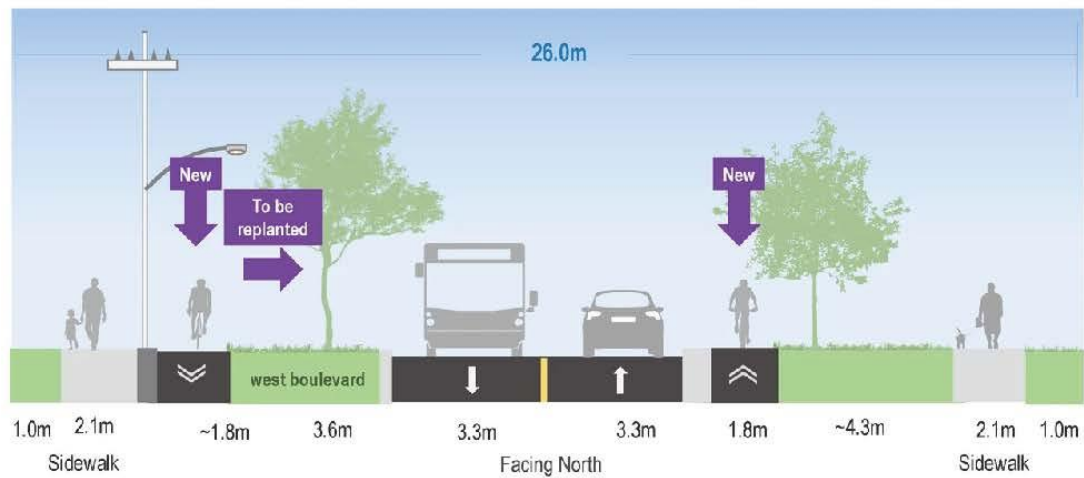 26.0m
New
To be
replanted
New
west boulevard
1.0m 2.1m ~1.8m 3.6m 3.3m 3.3m 1.8m ~4.3m 2.1m 1.0m
Sidewalk Facing North Sidewalk